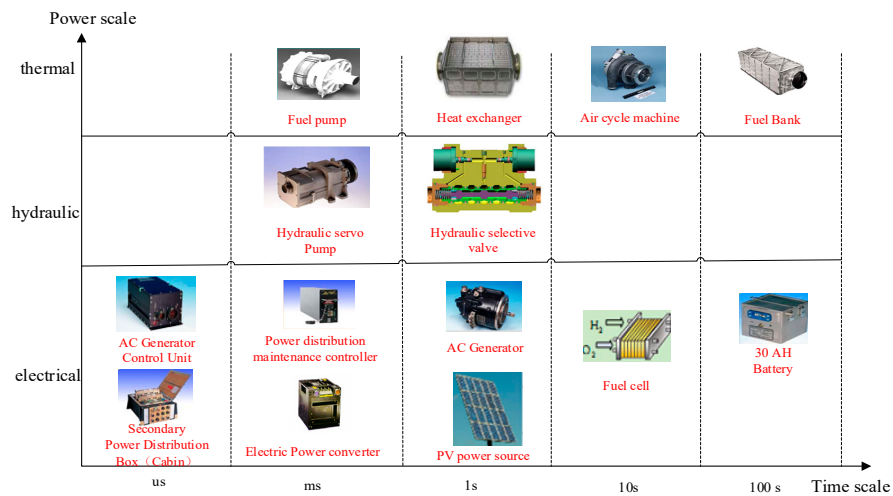 Power scale
thermal
Fuel pump
Heat exchanger
Air cycle machine
Fuel Bank
hydraulic
Hydraulic servo
Pump
Hydraulic selective
valve
electrical
AC Generator
Control Unit
Power distribution
maintenance controller
AC Generator
H2
O2
Fuel cell
30 AH
Battery
Secondary
Power Distribution
Box（Cabin）
Electric Power converter
PV power source
us
ms
1s
10s
100 s
Time scale